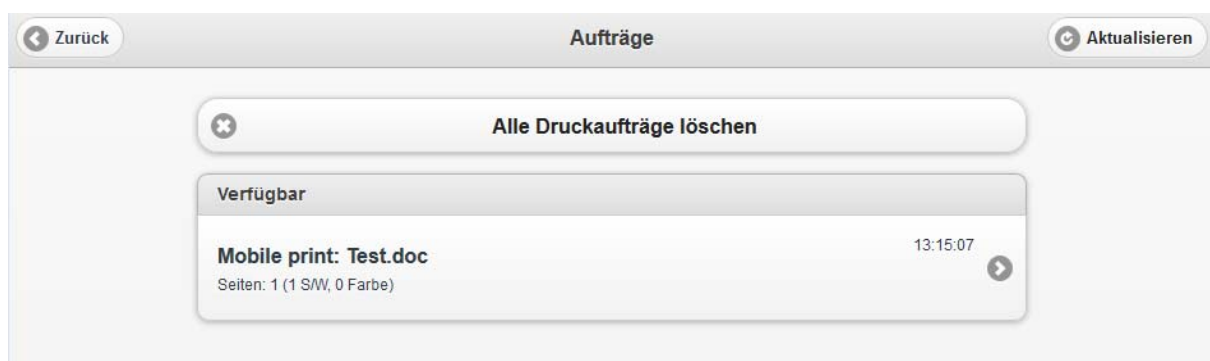 Zurück
Aufträge
Aktualisieren
Alle Druckaufträge löschen
Verfügbar
Mobile print: Test.doc
13:15:07
Seiten: 1 (1 S/W, 0 Farbe)